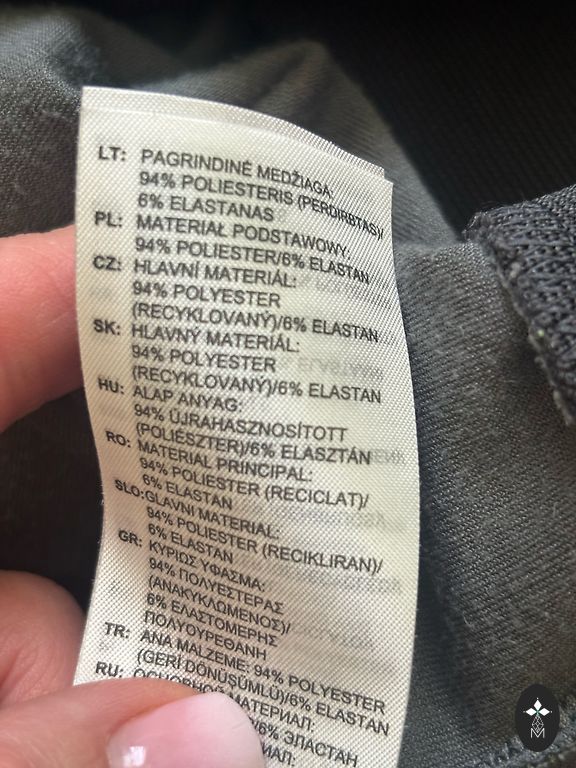 LT: PAGRINDINĖ MEDŽIAGA:
94% POLIESTERIS (PERDIRBTAS)/
6% ELASTANAS
PL: MATERIAŁ PODSTAWOWY:
94% POLIESTER/6% ELASTAN
CZ: HLAVNÍ MATERIÁL:
94% POLYESTER
(RECYKLOVANÝ)/6% ELASTAN
SK: HLAVNÝ MATERIÁL:
94% POLYESTER
(RECYKLOVANÝ)/6% ELASTAN
HU: ALAP ANYAG:
94% ÚJRAHASZNOSÍTOTT
(POLIÉSZTER)/6% ELASZTÁN
RO: MATERIAL PRINCIPAL:
94% POLIESTER (RECICLAT)/
6% ELASTAN
SLO: GLAVNI MATERIAL:
94% POLIESTER (RECIKLIRAN)/
6% ELASTAN
GR: ΚΥΡΙΩΣ ΥΦΑΣΜΑ:
94% ΠΟΛΥΕΣΤΕΡΑΣ
(ΑΝΑΚΥΚΛΩΜΕΝΟΣ)/
6% ΕΛΑΣΤΟΜΕΡΗΣ
ΠΟΛΥΟΥΡΕΘΑΝΗ
TR: ANA MALZEME: 94% POLYESTER
(GERİ DÖNÜŞÜMLÜ)/6% ELASTAN
RU: ОСНОВНОЙ МАТЕРИАЛ:
6% ЭЛАСТАН